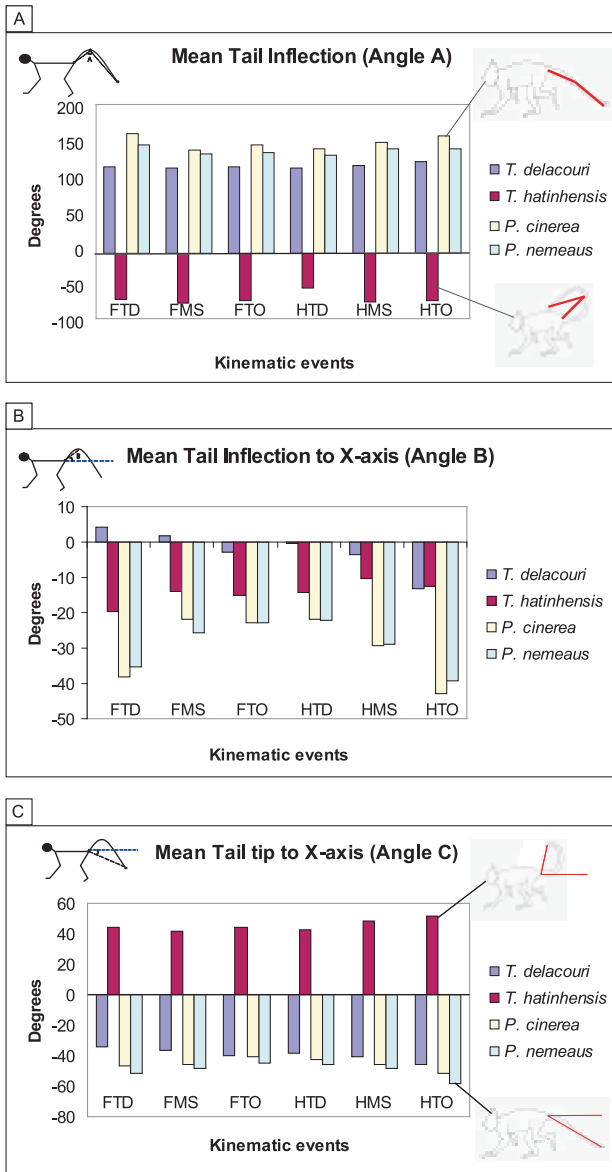 A
Mean Tail Inflection (Angle A)
A
200
150
100
50
0
-50
-100
Degrees
FTD FMS FTO HTD HMS HTO
Kinematic events
T. delacouri
T. hatinhensis
P. cinerea
P. nemeaus
B
Mean Tail Inflection to X-axis (Angle B)
B
10
0
-10
-20
-30
-40
-50
Degrees
FTD FMS FTO HTD HMS HTO
Kinematic events
T. delacouri
T. hatinhensis
P. cinerea
P. nemeaus
C
Mean Tail tip to X-axis (Angle C)
60
40
20
0
-20
-40
-60
-80
Degrees
FTD FMS FTO HTD HMS HTO
Kinematic events
T. delacouri
T. hatinhensis
P. cinerea
P. nemeaus